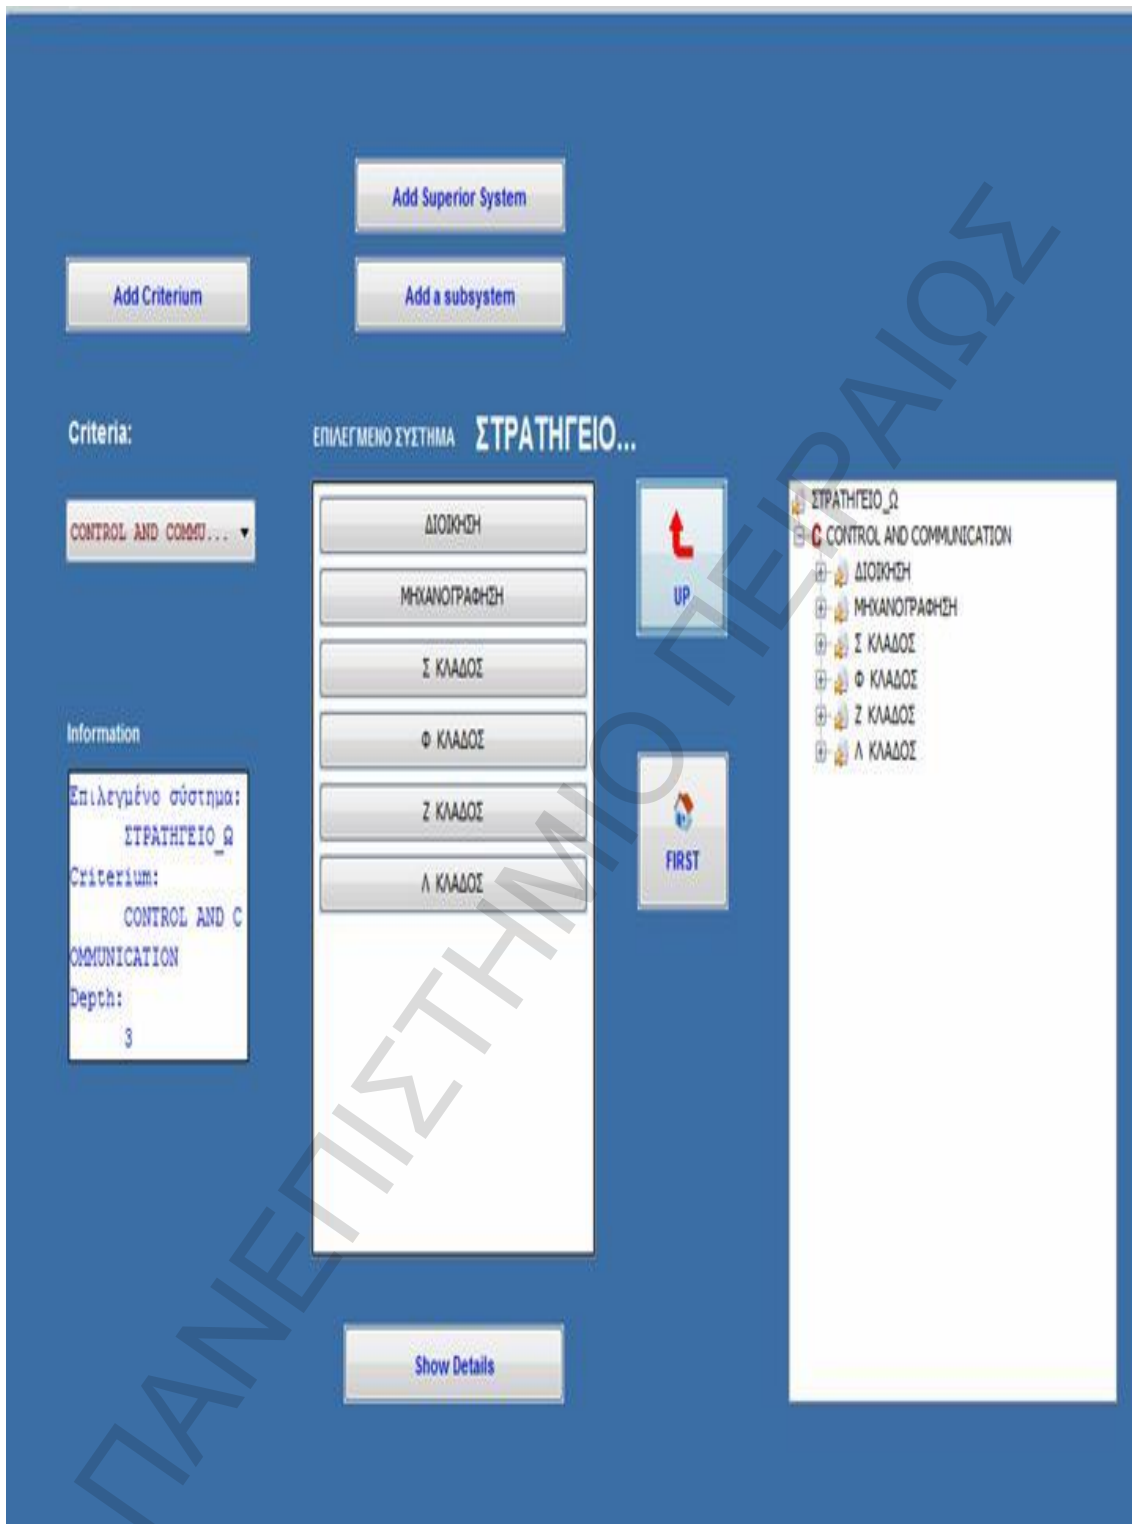 Add Superior System
Add Criterium
Add a subsystem
Criteria:
ΕΠΙΛΕΓΜΕΝΟ ΣΥΣΤΗΜΑ ΣΤΡΑΤΗΓΕΙΟ...
CONTROL AND COMMU...
ΔΙΟΙΚΗΣΗ
ΜΗΧΑΝΟΓΡΑΦΗΣΗ
Σ ΚΛΑΔΟΣ
Φ ΚΛΑΔΟΣ
Ζ ΚΛΑΔΟΣ
Λ ΚΛΑΔΟΣ
UP
FIRST
ΣΤΡΑΤΗΓΕΙΟ_Ω
C CONTROL AND COMMUNICATION
ΔΙΟΙΚΗΣΗ
ΜΗΧΑΝΟΓΡΑΦΗΣΗ
Σ ΚΛΑΔΟΣ
Φ ΚΛΑΔΟΣ
Ζ ΚΛΑΔΟΣ
Λ ΚΛΑΔΟΣ
Information
Επιλεγμένο σύστημα:
ΣΤΡΑΤΗΓΕΙΟ_Ω
Criterium:
CONTROL AND C
OMMUNICATION
Depth:
3
Show Details
ΠΑΝΕΠΙΣΤΗΜΙΟ ΠΕΙΡΑΙΩΣ